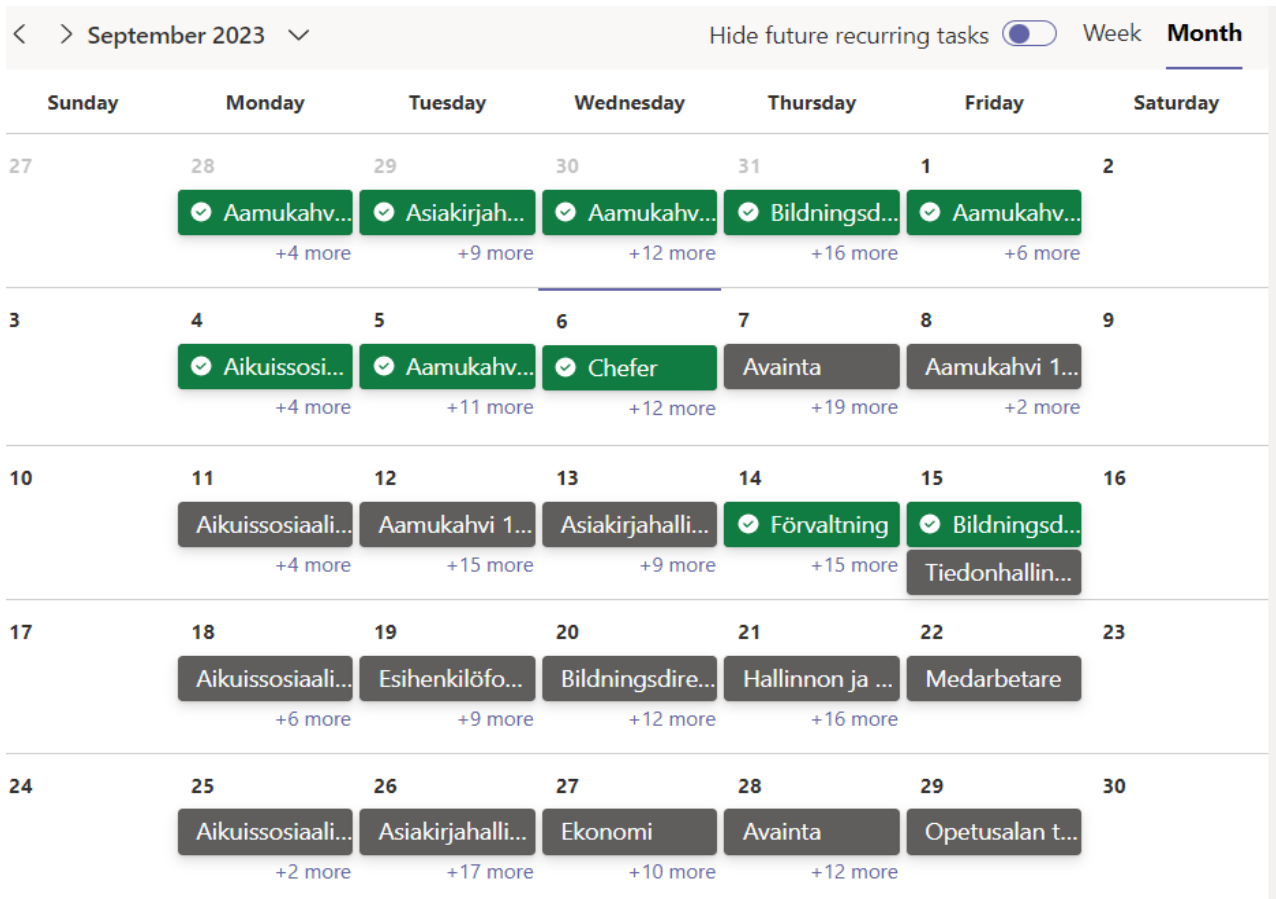 September 2023 Hide future recurring tasks Week Month
Sunday Monday Tuesday Wednesday Thursday Friday Saturday
27 28 29 30 31 1 2
Aamukahv... Asiakirjah... Aamukahv... Bildningsd... Aamukahv...
+4 more +9 more +12 more +16 more +6 more
3 4 5 6 7 8 9
Aikuissosi... Aamukahv... Chefer Avainta Aamukahvi 1...
+4 more +11 more +12 more +19 more +2 more
10 11 12 13 14 15 16
Aikuissosiaali... Aamukahvi 1... Asiakirjahalli... Förvaltning Bildningsd...
+4 more +15 more +9 more +15 more Tiedonhallin...
17 18 19 20 21 22 23
Aikuissosiaali... Esihenkilöfo... Bildningsdire... Hallinnon ja ... Medarbetare
+6 more +9 more +12 more +16 more
24 25 26 27 28 29 30
Aikuissosiaali... Asiakirjahalli... Ekonomi Avainta Opetusalan t...
+2 more +17 more +10 more +12 more